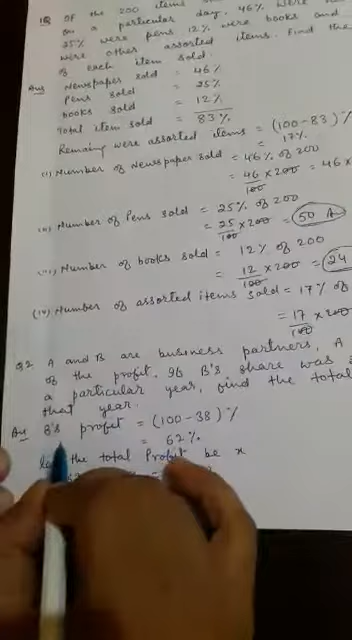 Q Of the 200 items
on a particular day, 46% were
25% were pens 12% were books and
were other assorted items. Find the
of each item sold.
Ans Newspaper sold = 46%
Pens sold = 25%
books sold = 12%
Total item sold = 83%
Remaing were assorted items = (100-83)%
= 17%
(i) Number of Newspaper sold = 46% of 200
= 46/100 × 200 = 46×
(ii) Number of Pens sold = 25% of 200
= 25/100 × 200 = 50 A
(iii) Number of books sold = 12% of 200
= 12/100 × 200 = 24
(iv) Number of assorted items sold = 17% of
= 17/100 × 200
Q2 A and B are business partners, A
of the profit. If B's share was
a particular year, find the total
that year.
An B's profit = (100-38)%
= 62%.
the total Profit be x